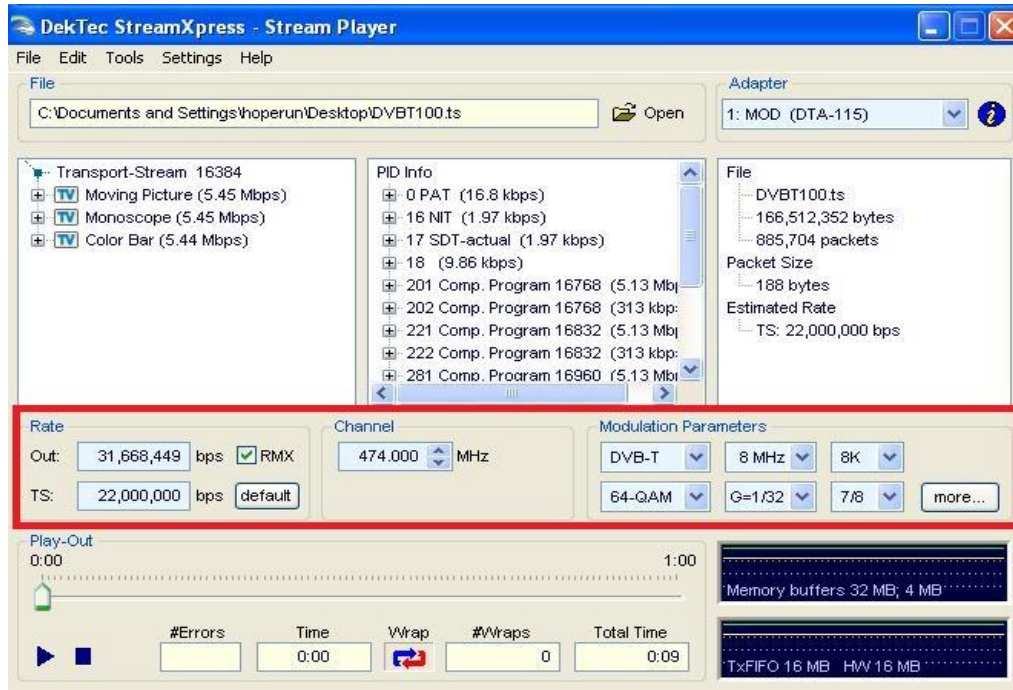 DekTec StreamXpress - Stream Player
File Edit Tools Settings Help
File
C:\Documents and Settings\hoperun\Desktop\DVBT100.ts
Open
Adapter
1: MOD (DTA-115)
Transport-Stream 16384
TV Moving Picture (5.45 Mbps)
TV Monoscope (5.45 Mbps)
TV Color Bar (5.44 Mbps)
PID Info
0 PAT (16.8 kbps)
16 NIT (1.97 kbps)
17 SDT-actual (1.97 kbps)
18 (9.86 kbps)
201 Comp. Program 16768 (5.13 Mb
202 Comp. Program 16768 (313 kbp
221 Comp. Program 16832 (5.13 Mb
222 Comp. Program 16832 (313 kbp
281 Comp. Program 16960 (5.13 Mb
File
DVBT100.ts
166,512,352 bytes
885,704 packets
Packet Size
188 bytes
Estimated Rate
TS: 22,000,000 bps
Rate
Out: 31,668,449 bps RMX
TS: 22,000,000 bps default
Channel
474.000 MHz
Modulation Parameters
DVB-T 8 MHz 8K
64-QAM G=1/32 7/8 more...
Play-Out
0:00 1:00
#Errors Time Wrap #Wraps Total Time
0:00 0 0:09
Memory buffers 32 MB; 4 MB
TxFIFO 16 MB HW 16 MB